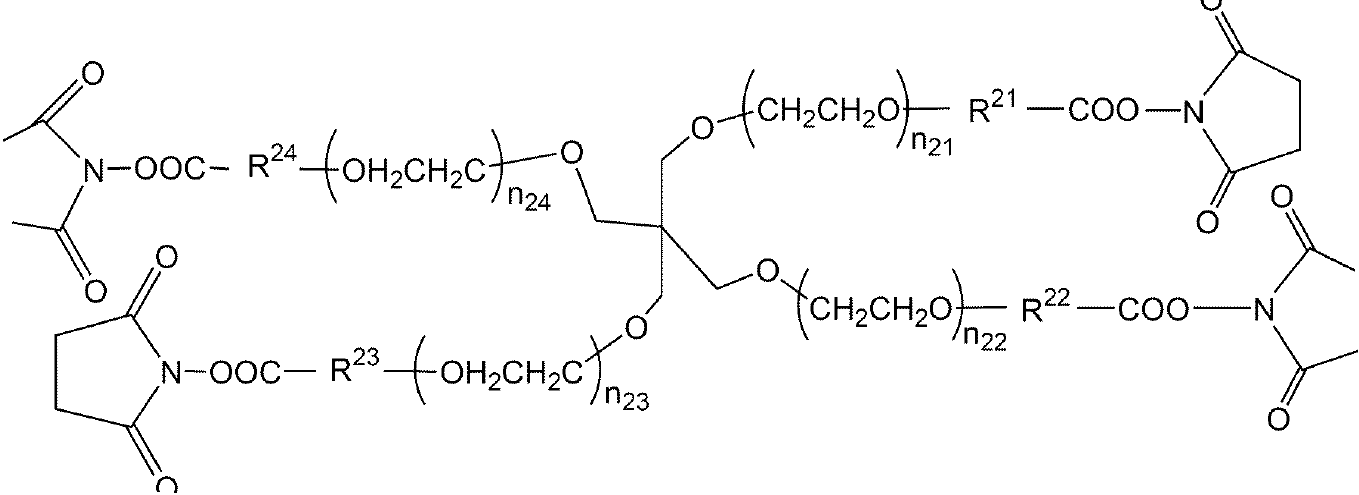 O
O O ( CH₂CH₂O ) n₂₁ R²¹ COO N
N OOC R²⁴ ( OH₂CH₂C ) n₂₄ O O O
O O O ( CH₂CH₂O ) n₂₂ R²² COO N
N OOC R²³ ( OH₂CH₂C ) n₂₃ O O
O